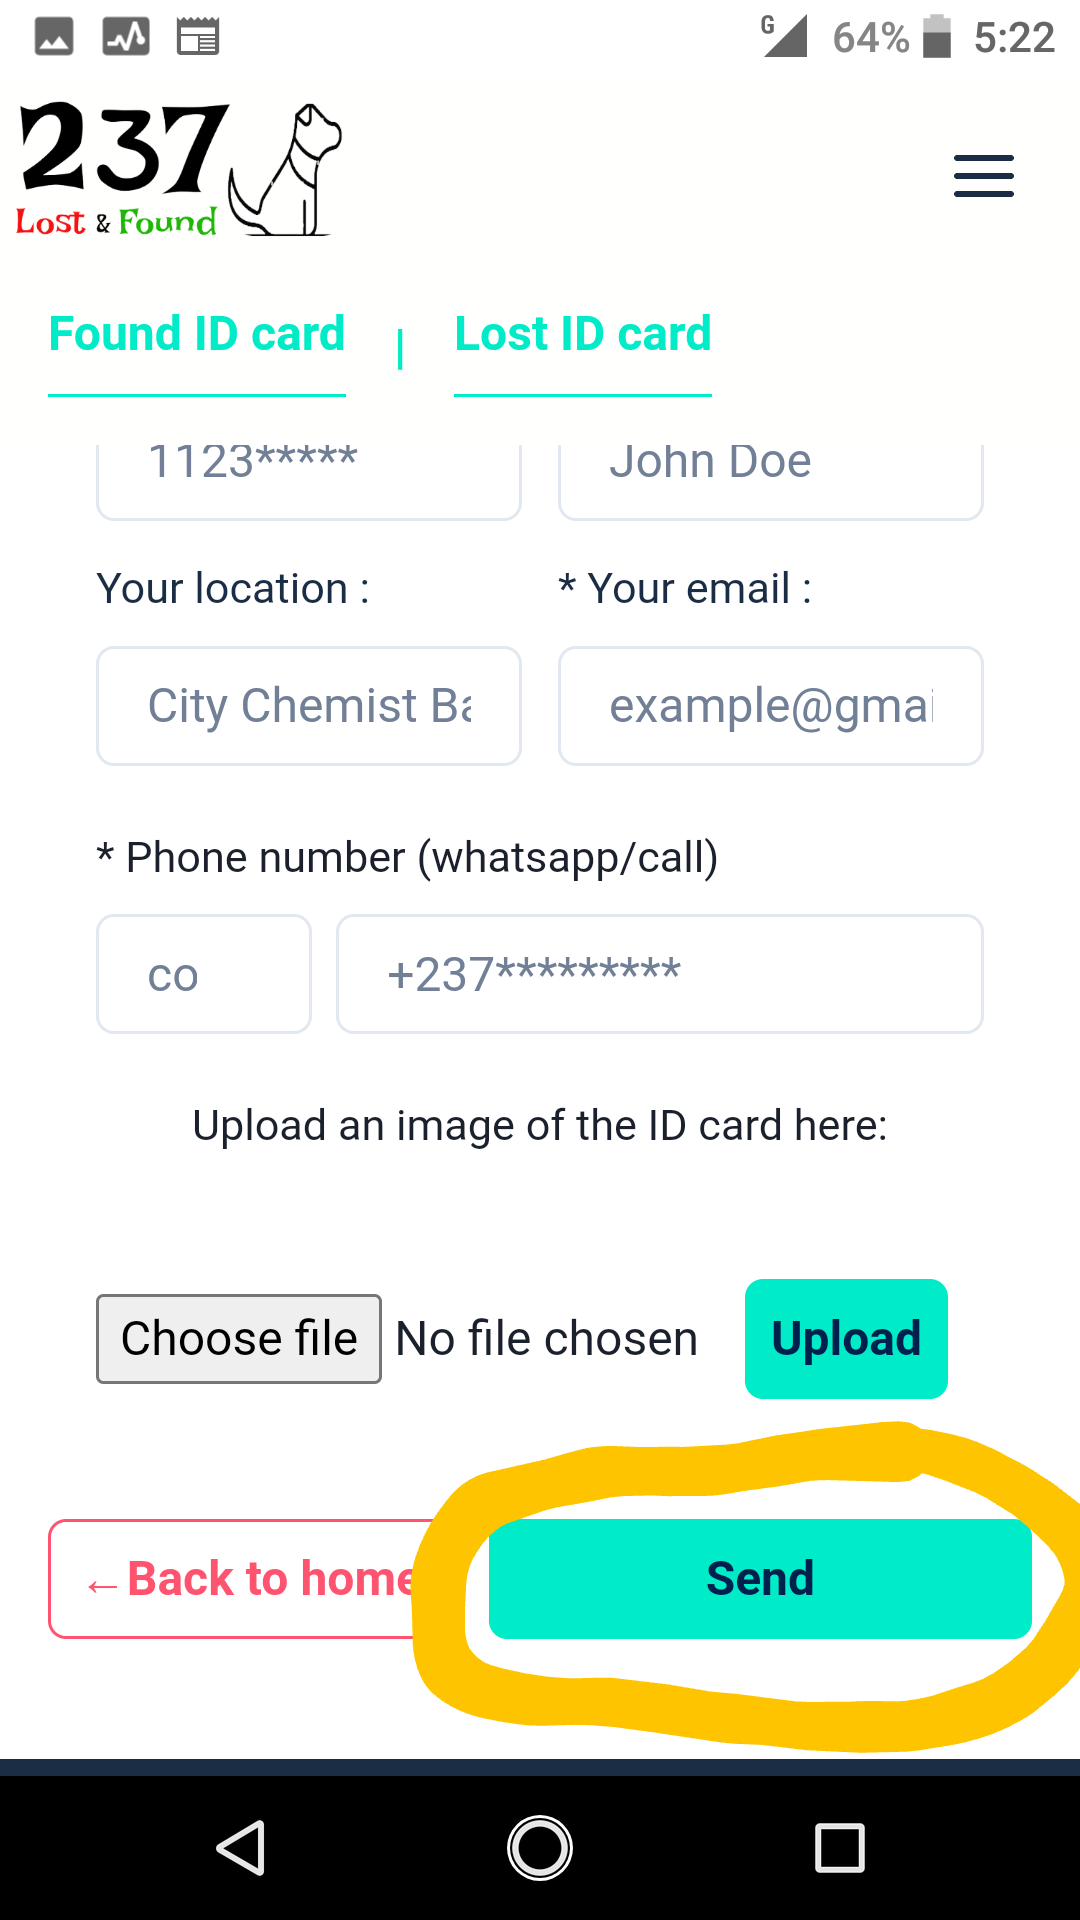 G 64% 5:22
237
Lost & Found
Found ID card | Lost ID card
1123***** John Doe
Your location : * Your email :
City Chemist Ba example@gmai
* Phone number (whatsapp/call)
co +237*********
Upload an image of the ID card here:
Choose file No file chosen Upload
←Back to home Send